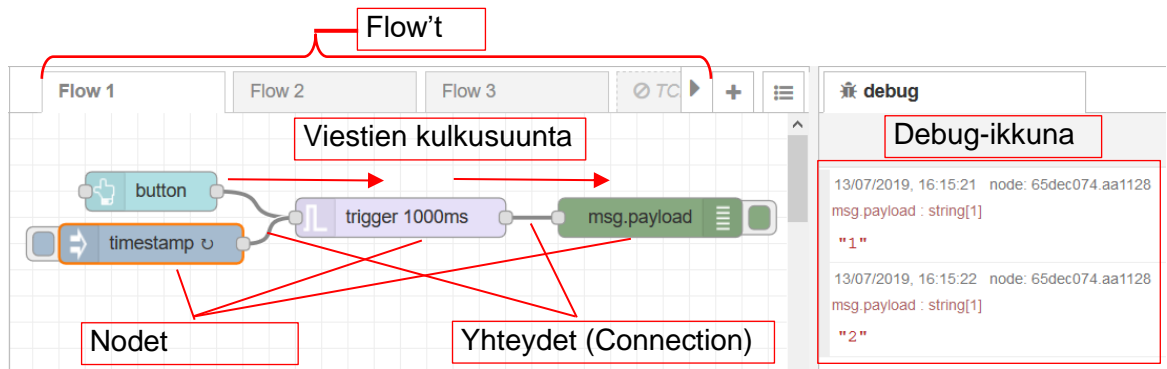 Flow't
Flow 1
Flow 2
Flow 3
TC
debug
Viestien kulkusuunta
Debug-ikkuna
button
timestamp ↻
trigger 1000ms
msg.payload
13/07/2019, 16:15:21 node: 65dec074.aa1128
msg.payload : string[1]
"1"
13/07/2019, 16:15:22 node: 65dec074.aa1128
msg.payload : string[1]
"2"
Nodet
Yhteydet (Connection)